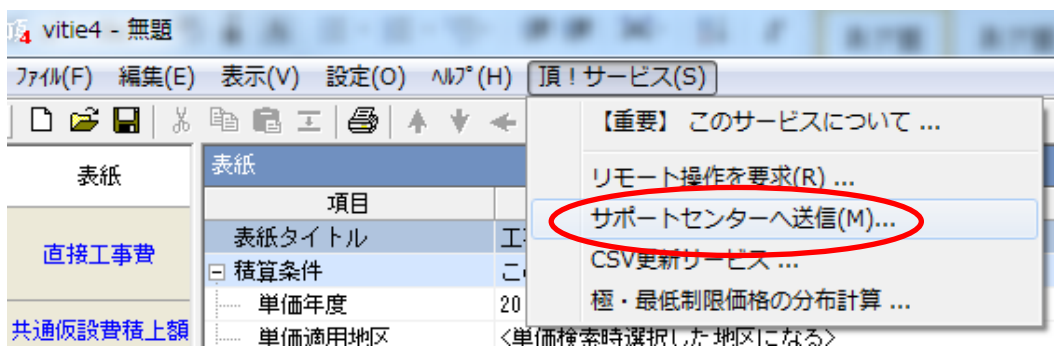 vitie4 - 無題
ﾌｧｲﾙ(F) 編集(E) 表示(V) 設定(O) ﾍﾙﾌﾟ(H) 頂！サービス(S)
【重要】 このサービスについて ...
リモート操作を要求(R) ...
サポートセンターへ送信(M)...
CSV更新サービス ...
極・最低制限価格の分布計算 ...
表紙
直接工事費
共通仮設費積上額
表紙
項目
表紙タイトル
積算条件
単価年度 20
単価適用地区 <単価検索時選択した地区になる>